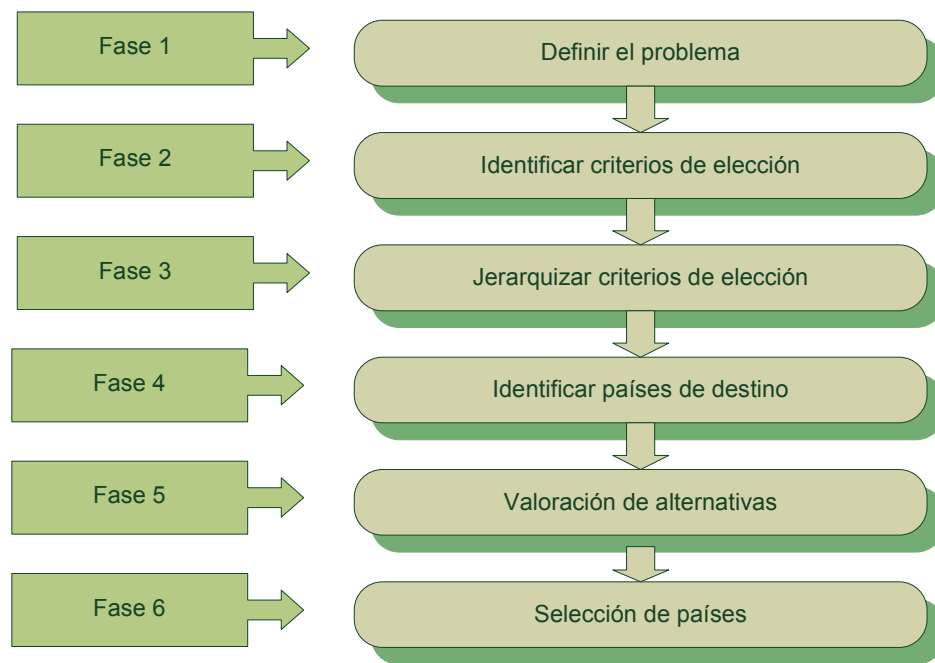 Fase 1
Definir el problema
Fase 2
Identificar criterios de elección
Fase 3
Jerarquizar criterios de elección
Fase 4
Identificar países de destino
Fase 5
Valoración de alternativas
Fase 6
Selección de países